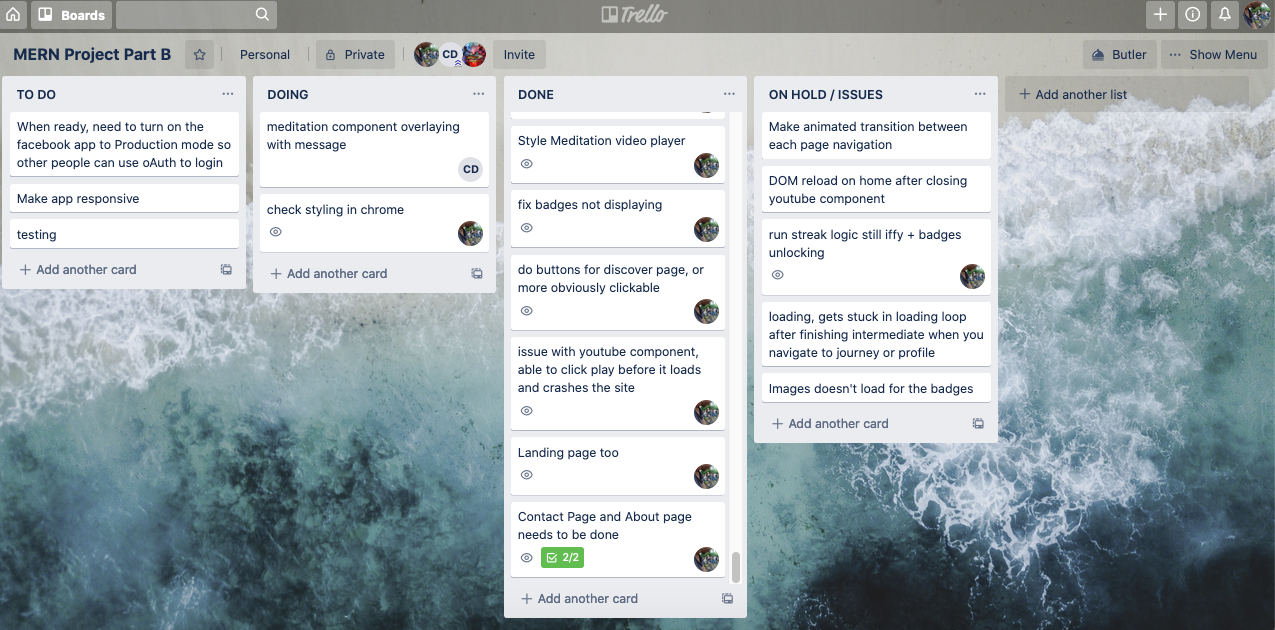 Boards
Trello
MERN Project Part B
Personal
Private
CD
Invite
Butler
Show Menu
TO DO
When ready, need to turn on the
facebook app to Production mode so
other people can use oAuth to login
Make app responsive
testing
Add another card
DOING
meditation component overlaying
with message
CD
check styling in chrome
Add another card
DONE
Style Meditation video player
fix badges not displaying
do buttons for discover page, or
more obviously clickable
issue with youtube component,
able to click play before it loads
and crashes the site
Landing page too
Contact Page and About page
needs to be done
2/2
Add another card
ON HOLD / ISSUES
Make animated transition between
each page navigation
DOM reload on home after closing
youtube component
run streak logic still iffy + badges
unlocking
loading, gets stuck in loading loop
after finishing intermediate when you
navigate to journey or profile
Images doesn't load for the badges
Add another card
Add another list